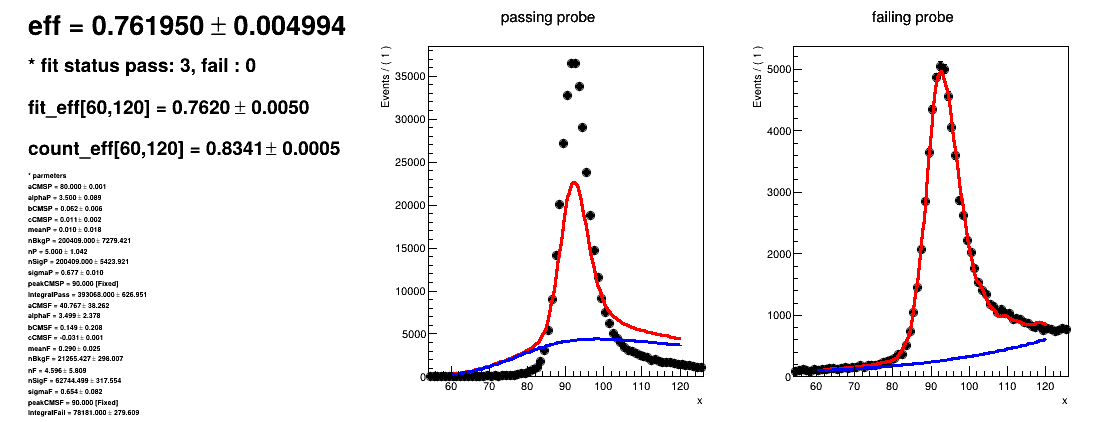 eff = 0.761950 ± 0.004994
* fit status pass: 3, fail : 0
fit_eff[60,120] = 0.7620 ± 0.0050
count_eff[60,120] = 0.8341 ± 0.0005
* parmeters
aCMSP = 80.000 ± 0.001
alphaP = 3.500 ± 0.089
bCMSP = 0.062 ± 0.006
cCMSP = 0.011 ± 0.002
meanP = 0.010 ± 0.018
nBkgP = 200409.000 ± 7279.421
nP = 5.000 ± 1.042
nSigP = 200409.000 ± 5423.921
sigmaP = 0.677 ± 0.010
peakCMSP = 90.000 [Fixed]
integralPass = 393068.000 ± 626.951
aCMSF = 40.767 ± 38.262
alphaF = 3.499 ± 2.378
bCMSF = 0.149 ± 0.208
cCMSF = -0.031 ± 0.001
meanF = 0.290 ± 0.025
nBkgF = 21265.427 ± 296.007
nF = 4.596 ± 5.809
nSigF = 62744.499 ± 317.554
sigmaF = 0.654 ± 0.082
peakCMSF = 90.000 [Fixed]
integralFail = 78181.000 ± 279.609
passing probe
Events / ( 1 )
35000
30000
25000
20000
15000
10000
5000
0
60 70 80 90 100 110 120
x
failing probe
Events / ( 1 )
5000
4000
3000
2000
1000
0
60 70 80 90 100 110 120
x